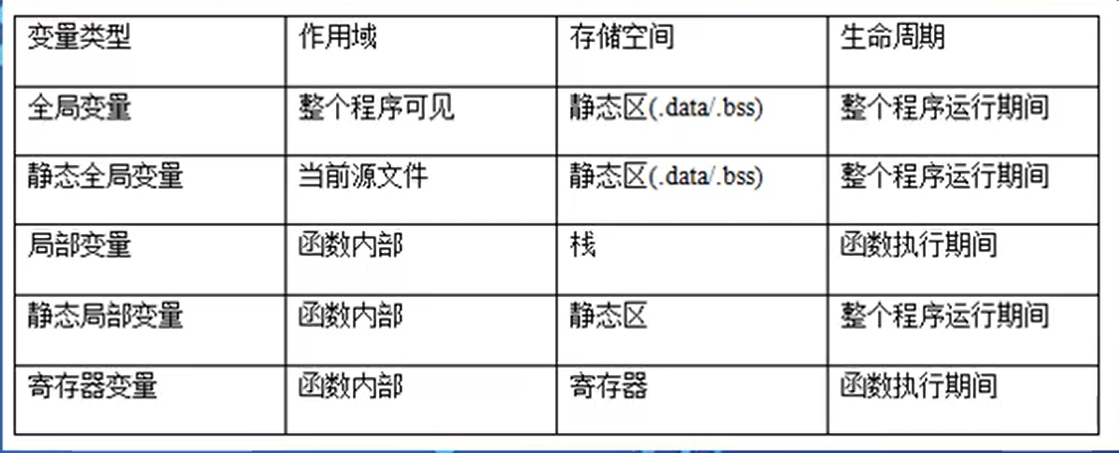 变量类型 作用域 存储空间 生命周期
全局变量 整个程序可见 静态区(.data/.bss) 整个程序运行期间
静态全局变量 当前源文件 静态区(.data/.bss) 整个程序运行期间
局部变量 函数内部 栈 函数执行期间
静态局部变量 函数内部 静态区 整个程序运行期间
寄存器变量 函数内部 寄存器 函数执行期间